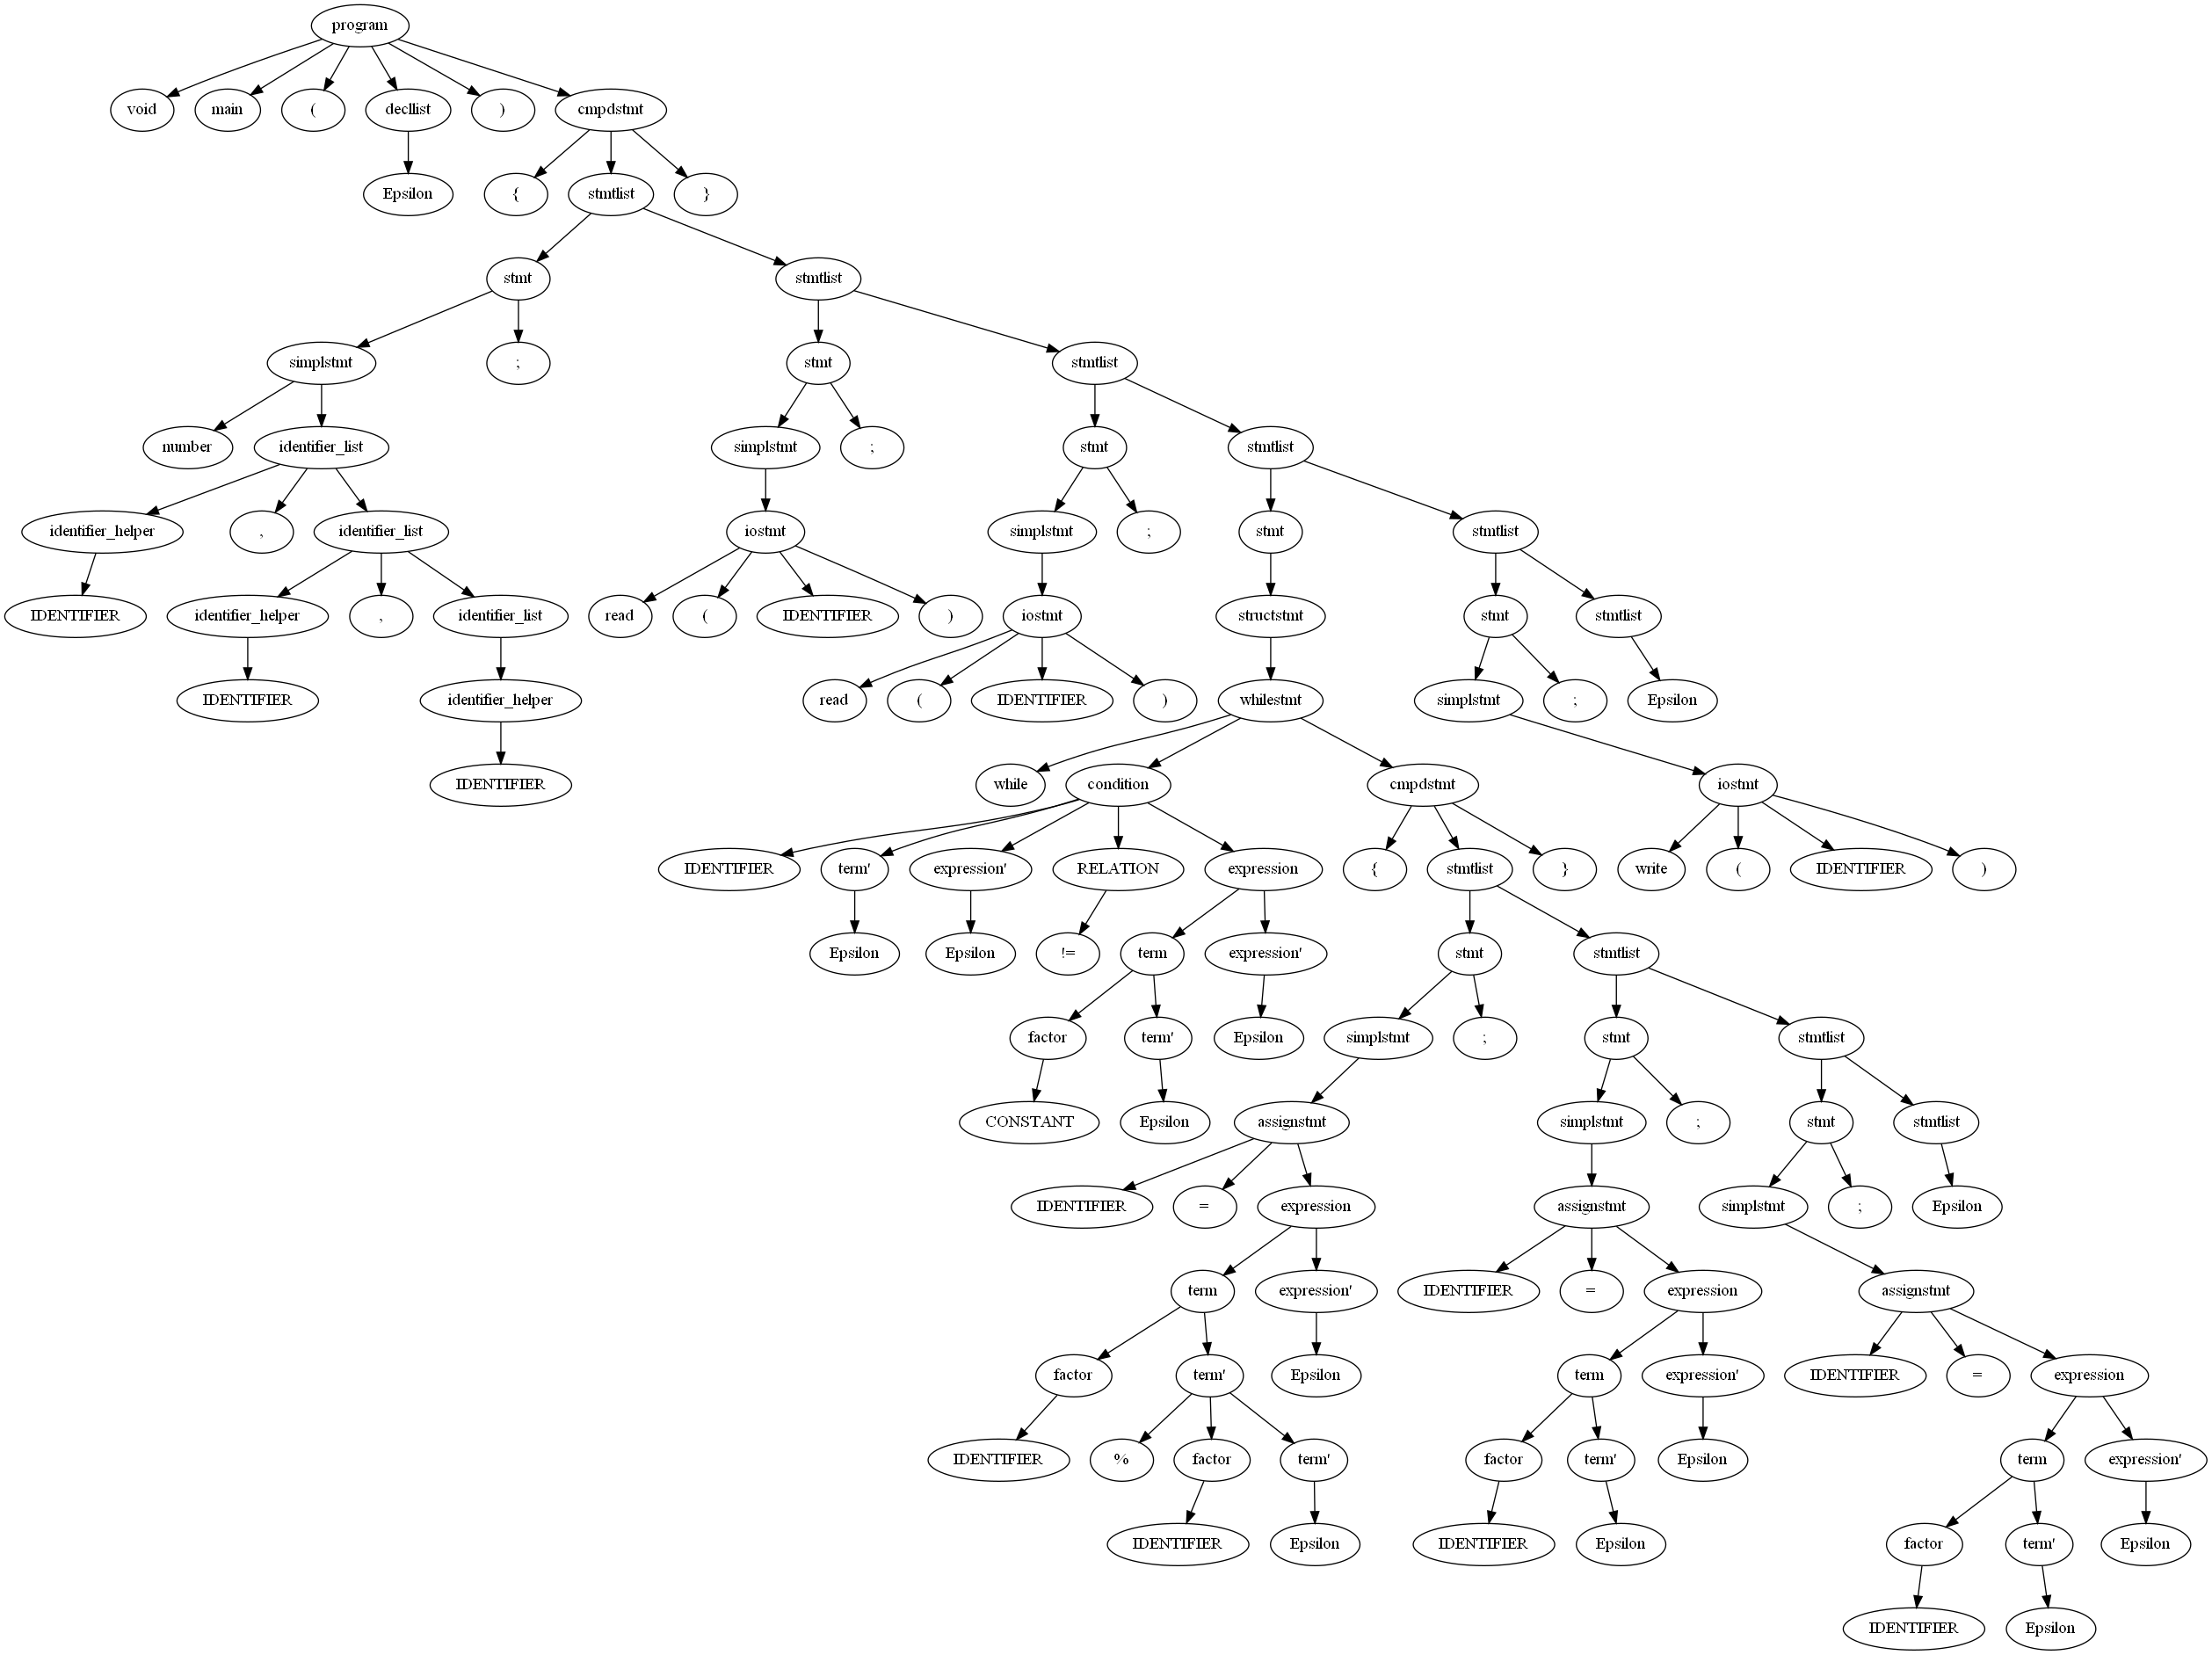 program
void
main
(
decllist
)
cmpdstmt
Epsilon
{
stmtlist
}
stmt
stmtlist
simplstmt
;
stmt
stmtlist
number
identifier_list
simplstmt
;
stmt
stmtlist
identifier_helper
,
identifier_list
iostmt
simplstmt
;
stmt
stmtlist
IDENTIFIER
identifier_helper
,
identifier_list
read
(
IDENTIFIER
)
iostmt
structstmt
stmt
stmtlist
IDENTIFIER
identifier_helper
read
(
IDENTIFIER
)
whilestmt
simplstmt
;
Epsilon
IDENTIFIER
while
condition
cmpdstmt
iostmt
IDENTIFIER
term'
expression'
RELATION
expression
{
stmtlist
}
write
(
IDENTIFIER
)
Epsilon
Epsilon
!=
term
expression'
stmt
stmtlist
factor
term'
Epsilon
simplstmt
;
stmt
stmtlist
CONSTANT
Epsilon
assignstmt
simplstmt
;
stmt
stmtlist
IDENTIFIER
=
expression
assignstmt
simplstmt
;
Epsilon
term
expression'
IDENTIFIER
=
expression
assignstmt
factor
term'
Epsilon
term
expression'
IDENTIFIER
=
expression
IDENTIFIER
%
factor
term'
factor
term'
Epsilon
term
expression'
IDENTIFIER
Epsilon
IDENTIFIER
Epsilon
factor
term'
Epsilon
IDENTIFIER
Epsilon